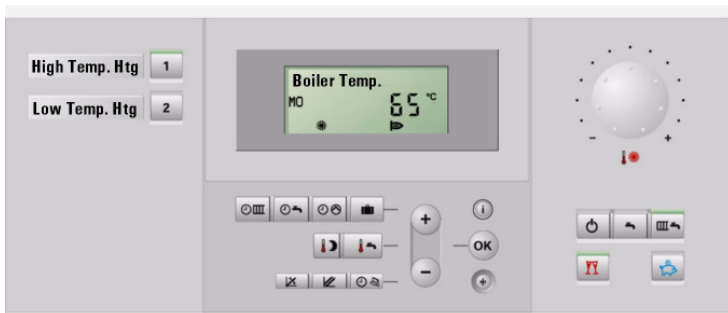 High Temp. Htg 1
Low Temp. Htg 2
Boiler Temp.
MO 65 °C
- +
+
i
OK
-
+